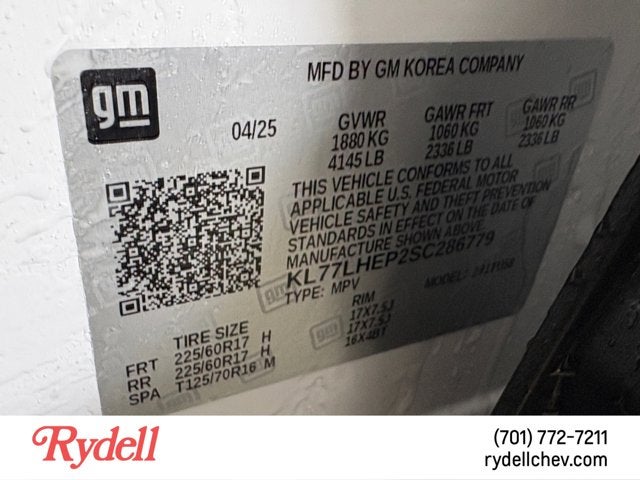 gm
MFD BY GM KOREA COMPANY
04/25
GVWR GAWR FRT GAWR RR
1880 KG 1060 KG 1060 KG
4145 LB 2336 LB 2336 LB
THIS VEHICLE CONFORMS TO ALL
APPLICABLE U.S. FEDERAL MOTOR
VEHICLE SAFETY AND THEFT PREVENTION
STANDARDS IN EFFECT ON THE DATE OF
MANUFACTURE SHOWN ABOVE.
KL77LHEP2SC286779
TYPE: MPV MODEL:
TIRE SIZE RIM
FRT 225/60R17 H 17X7.5J
RR 225/60R17 H 17X7.5J
SPA T125/70R16 M 16X4BT
Rydell
(701) 772-7211
rydellchev.com